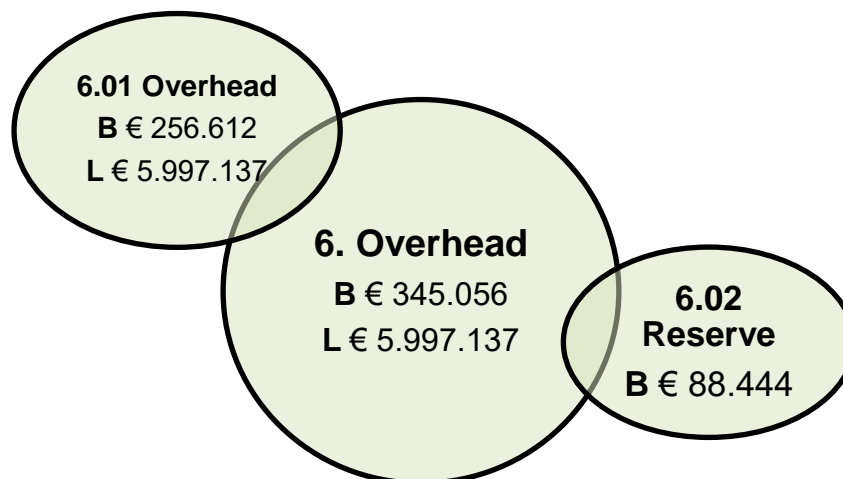 6.01 Overhead
B € 256.612
L € 5.997.137
6. Overhead
B € 345.056
L € 5.997.137
6.02
Reserve
B € 88.444